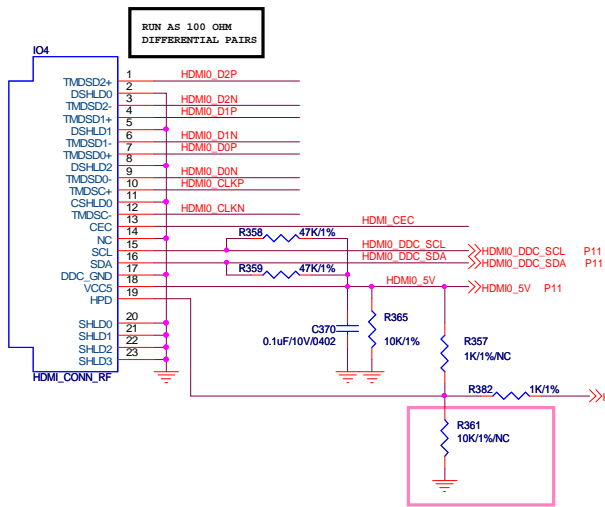 RUN AS 100 OHM
DIFFERENTIAL PAIRS
IO4
TMDSD2+ 1 HDMI0_D2P
DSHLD0 2
TMDSD2- 3 HDMI0_D2N
TMDSD1+ 4 HDMI0_D1P
DSHLD1 5
TMDSD1- 6 HDMI0_D1N
TMDSD0+ 7 HDMI0_D0P
DSHLD2 8
TMDSD0- 9 HDMI0_D0N
TMDSC+ 10 HDMI0_CLKP
CSHLD0 11
TMDSC- 12 HDMI0_CLKN
CEC 13 HDMI_CEC
NC 14 R358 47K/1%
SCL 15 HDMI0_DDC_SCL HDMI0_DDC_SCL P11
SDA 16 HDMI0_DDC_SDA HDMI0_DDC_SDA P11
DDC_GND 17 R359 47K/1%
VCC5 18 HDMI0_5V HDMI0_5V P11
HPD 19
SHLD0 20
SHLD1 21
SHLD2 22
SHLD3 23
HDMI_CONN_RF
C370
0.1uF/10V/0402
R365
10K/1%
R357
1K/1%/NC
R382 1K/1%
R361
10K/1%/NC